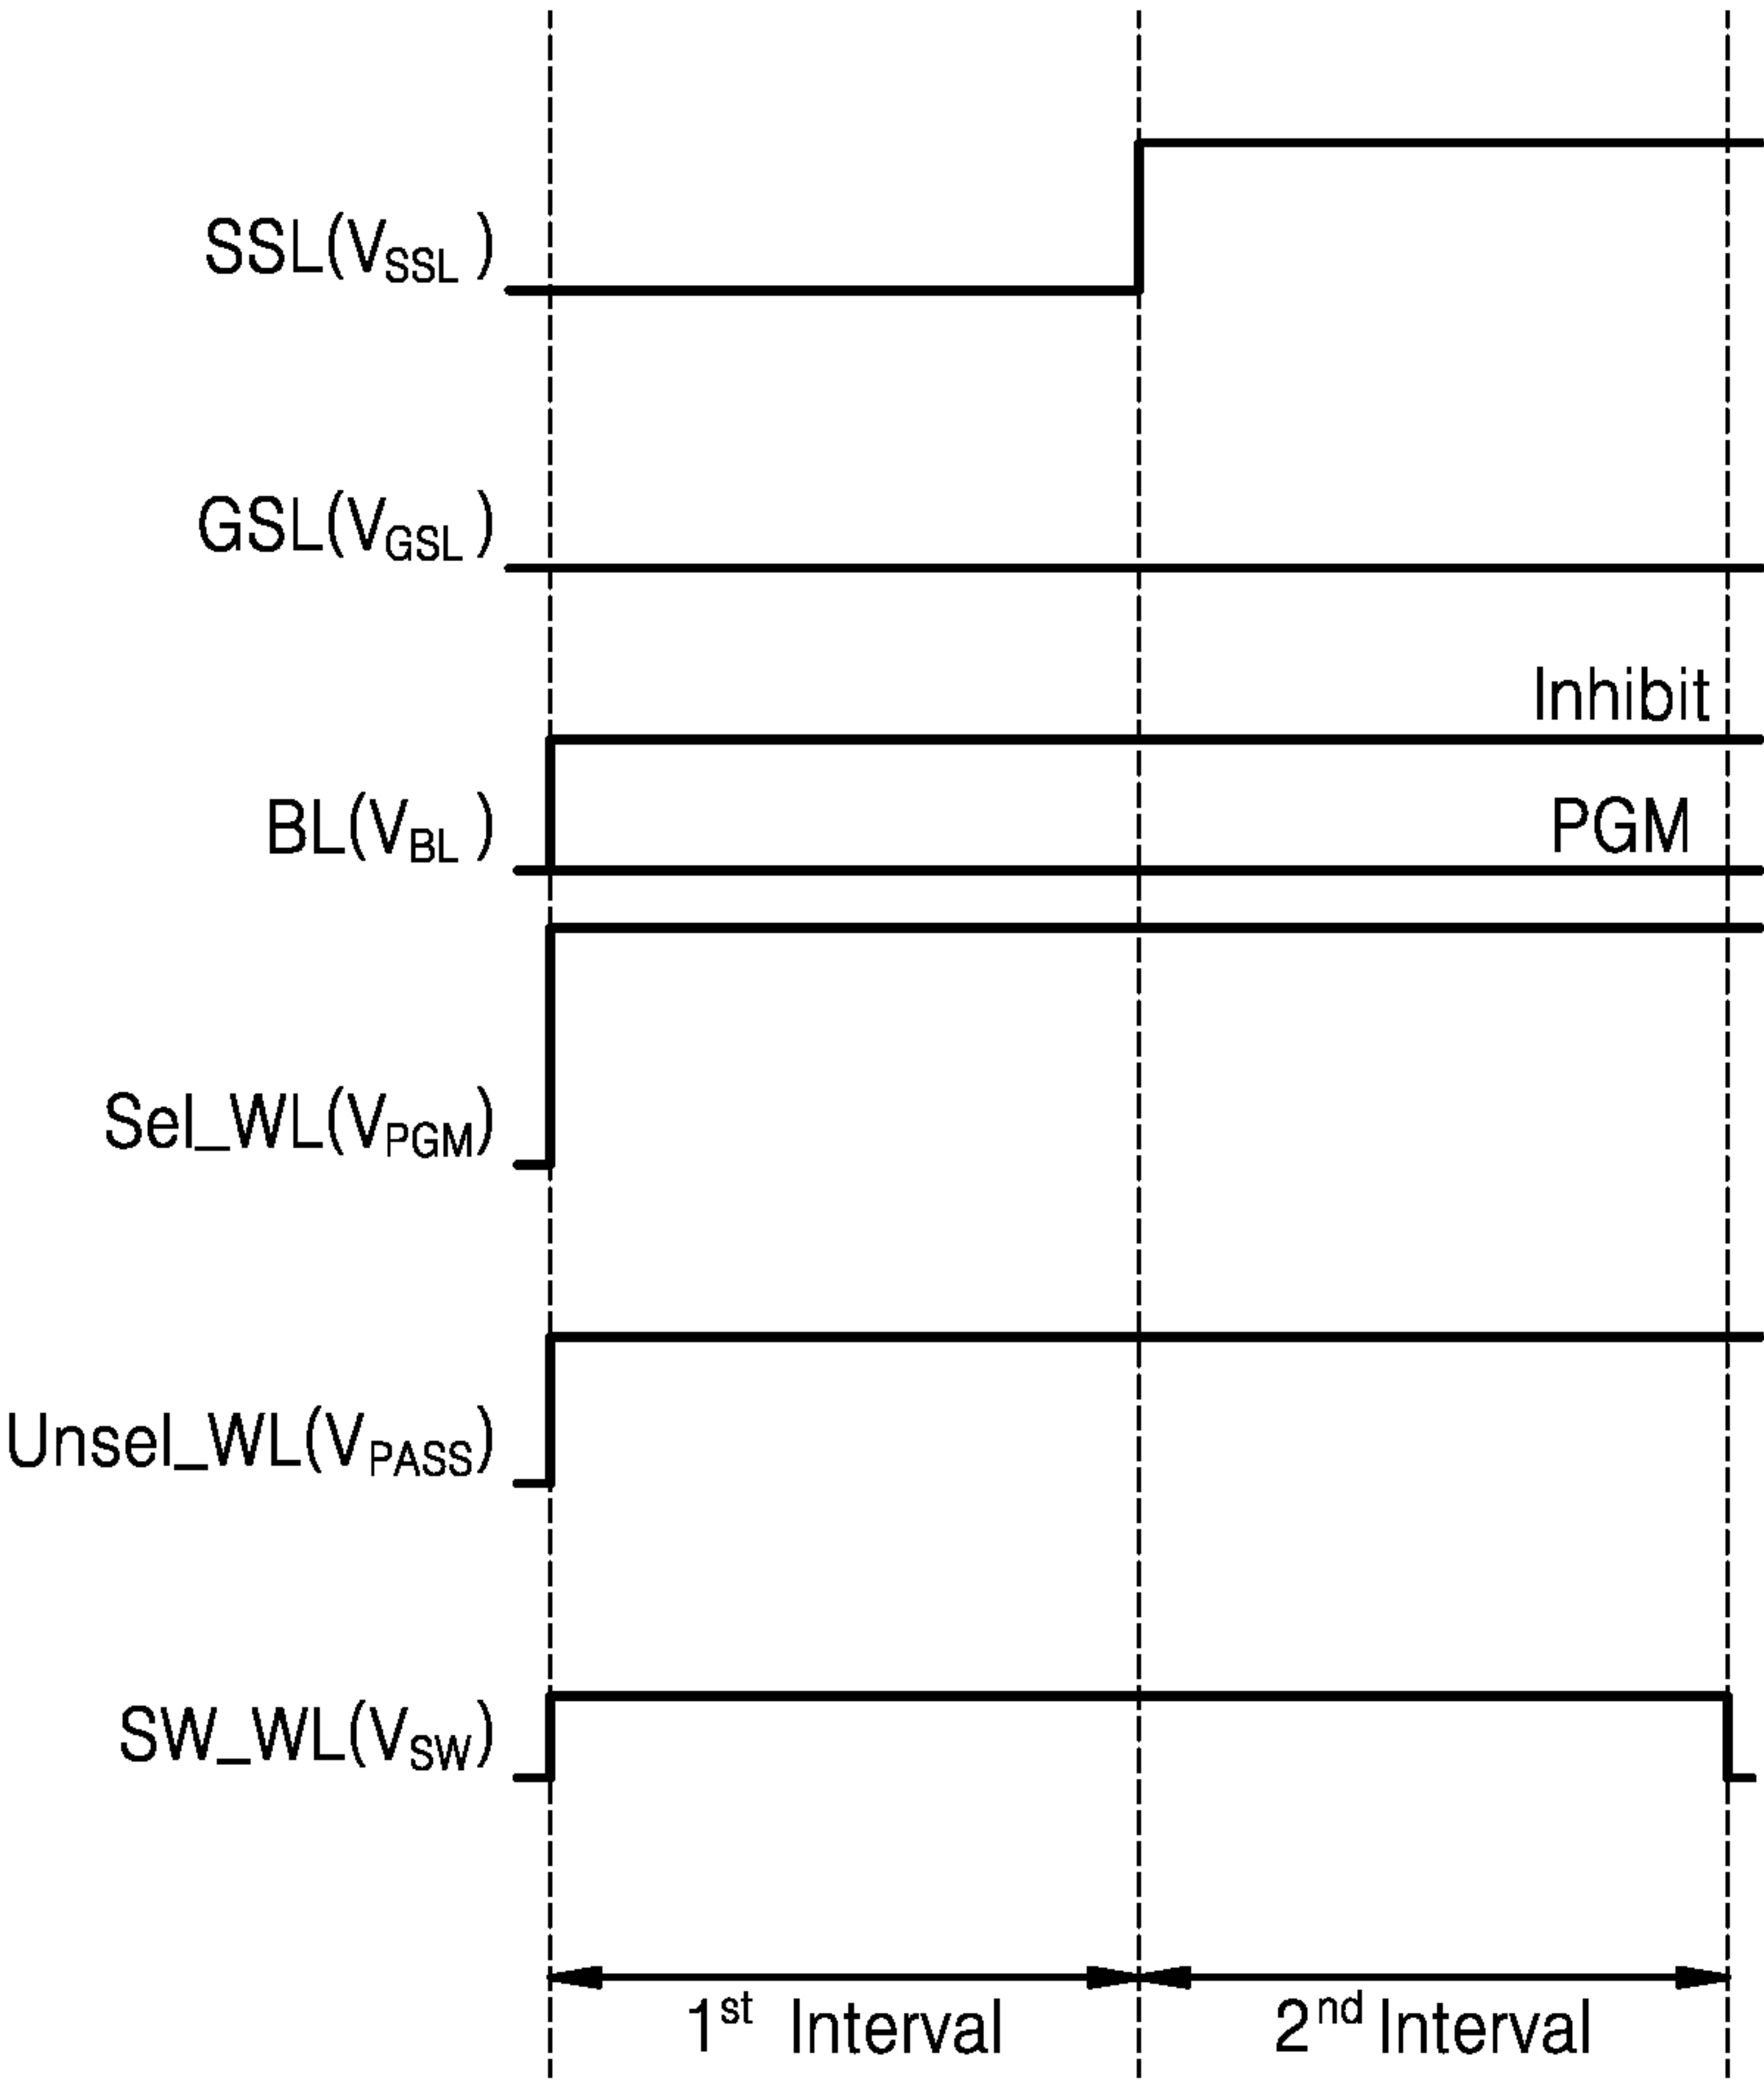 SSL(VSSL )
GSL(VGSL )
Inhibit
BL(VBL )
PGM
Sel_WL(VPGM)
Unsel_WL(VPASS)
SW_WL(VSW)
1st Interval
2nd Interval